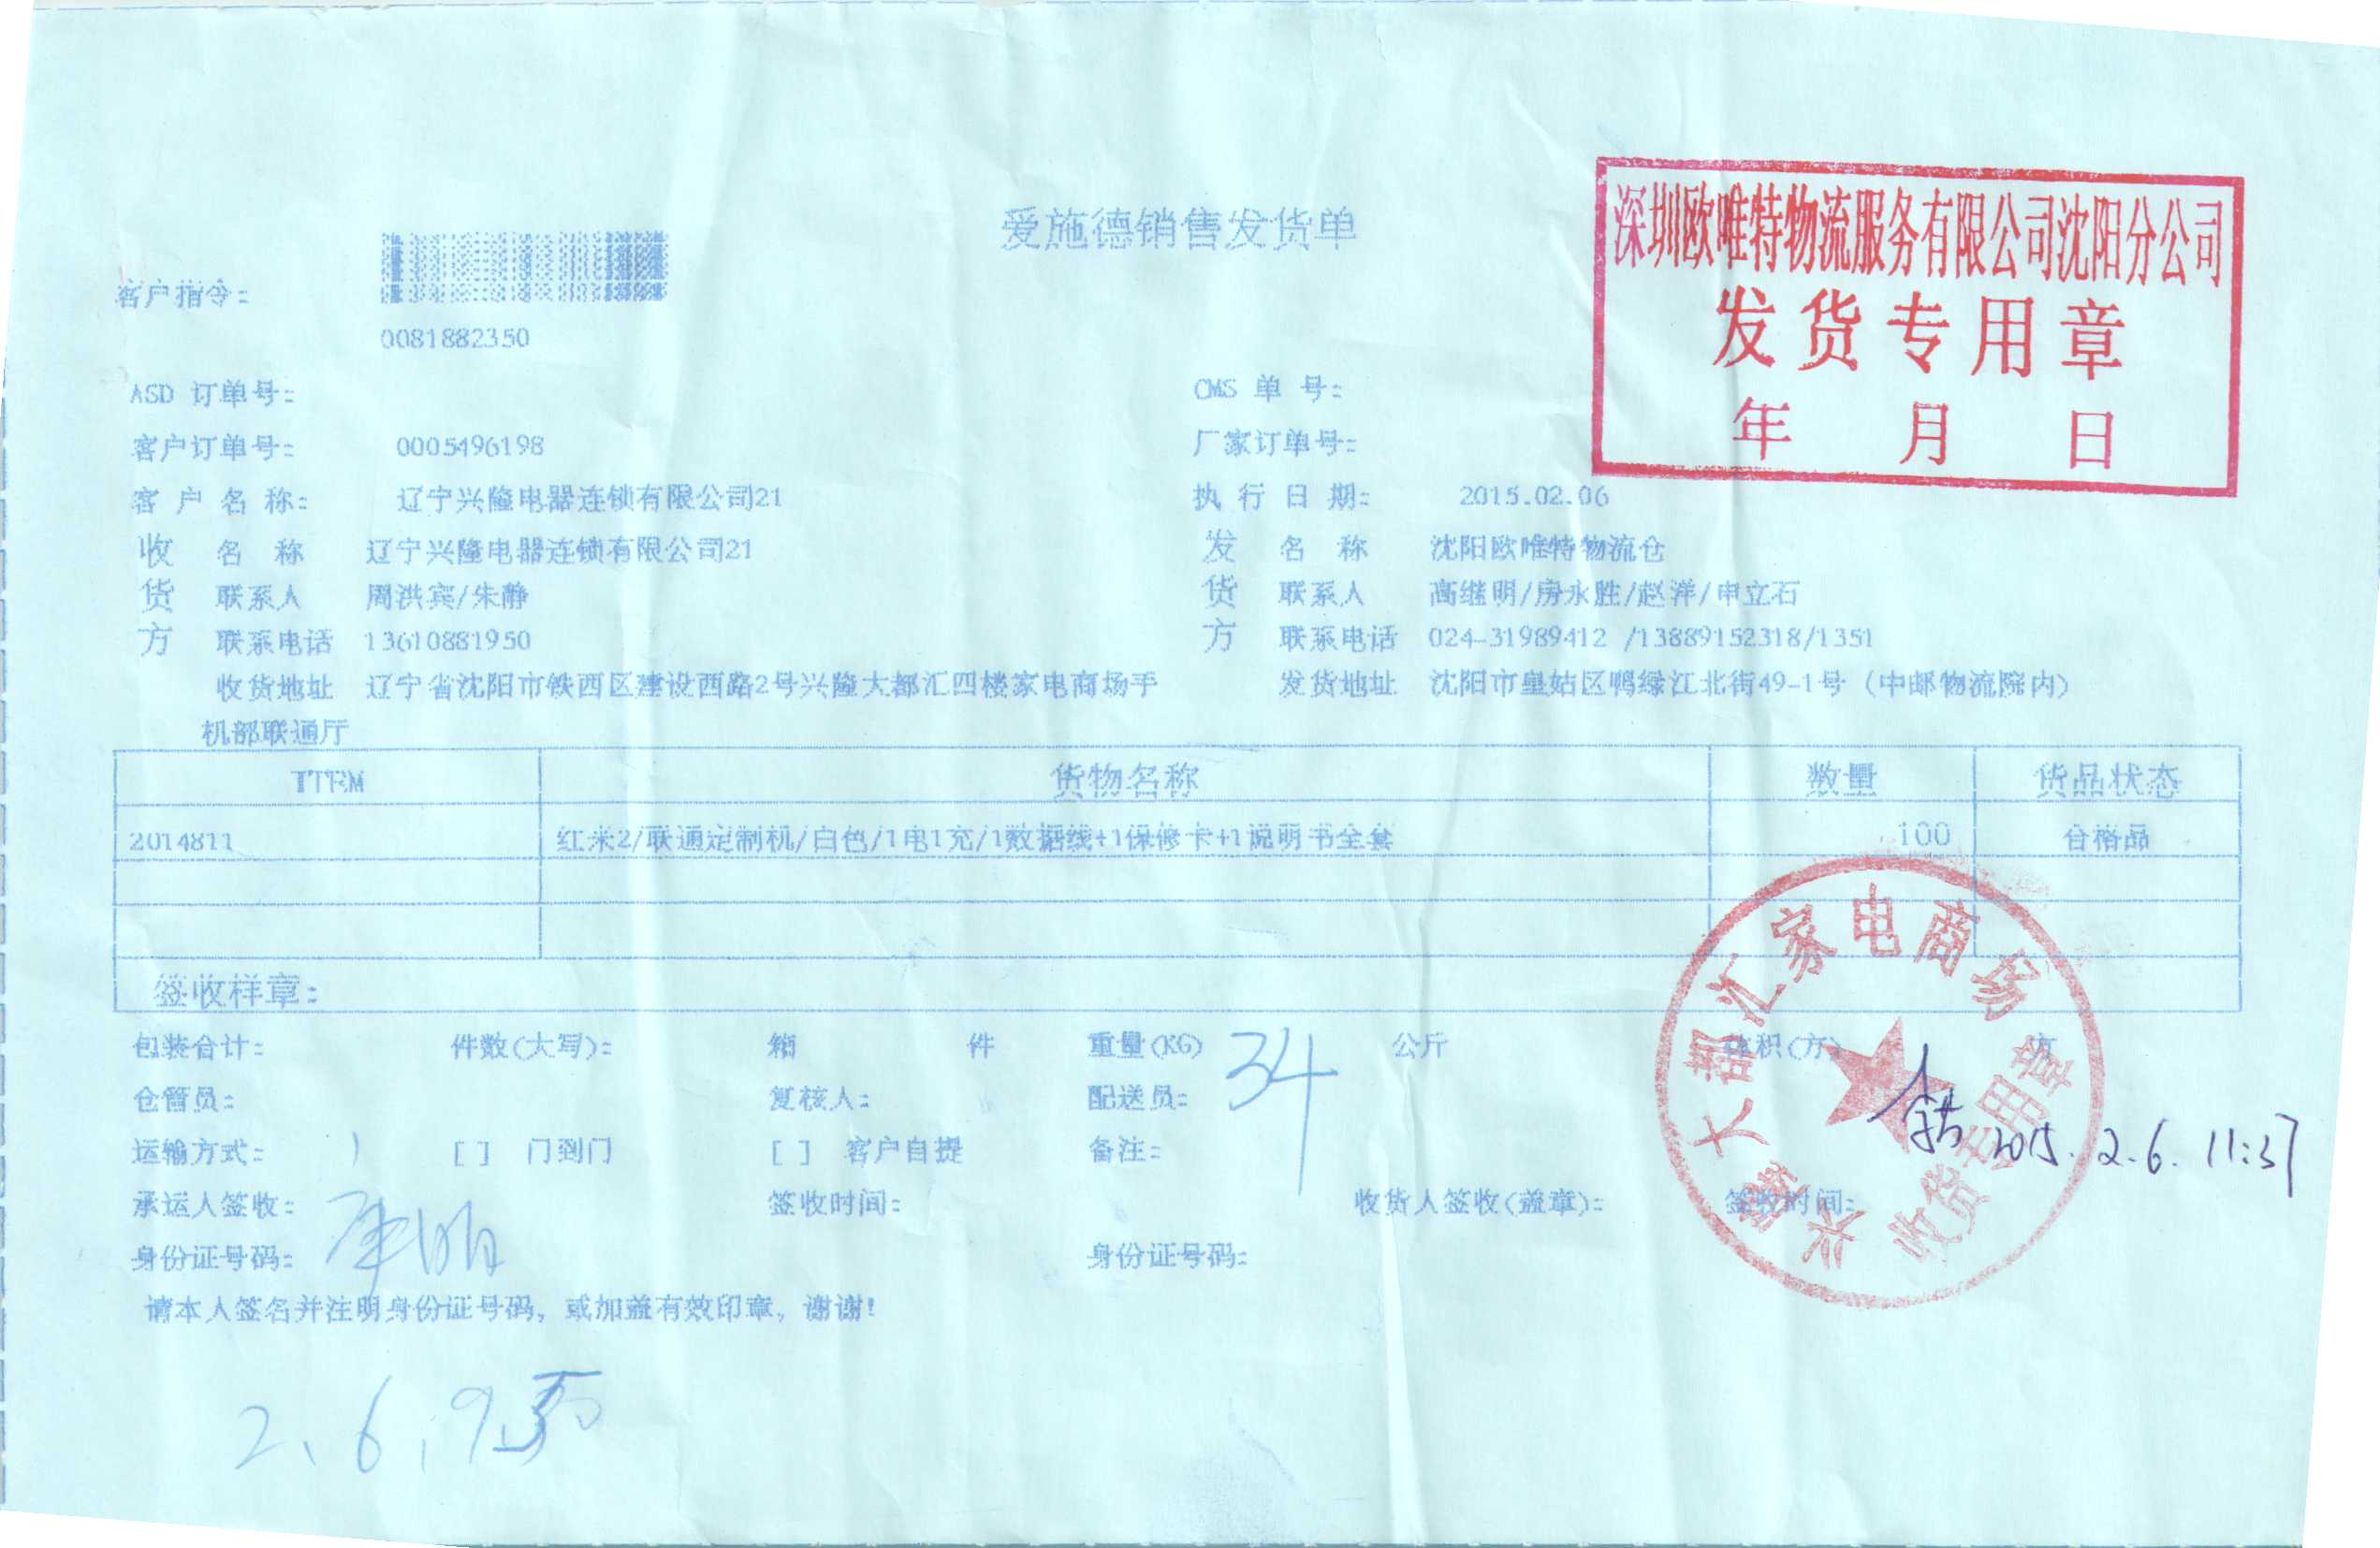 爱施德销售发货单
深圳欧唯特物流服务有限公司沈阳分公司
发货专用章
年 月 日
客户指令:
0081882350
ASD 订单号:
CMS 单 号:
客户订单号: 0005496198
厂家订单号:
客 户 名 称: 辽宁兴隆电器连锁有限公司21
执 行 日 期: 2015.02.06
收 名 称 辽宁兴隆电器连锁有限公司21
发 名 称 沈阳欧唯特物流仓
货 联系人 周洪宾/朱静
货 联系人 高继明/房永胜/赵洋/申立石
方 联系电话 13610881950
方 联系电话 024-31989412 /13889152318/1351
收货地址 辽宁省沈阳市铁西区建设西路2号兴隆大都汇四楼家电商场手
机部联通厅
发货地址 沈阳市皇姑区鸭绿江北街49-1号（中邮物流院内）
ITEM 货物名称 数量 货品状态
2014811 红米2/联通定制机/白色/1电1充/1数据线+1保修卡+1说明书全套 100 合格品
签收样章:
兴隆大都汇家电商场
收货专用章
包装合计: 件数(大写): 箱 件 重量(KG) 34 公斤 体积(方) 方
仓管员: 复核人: 配送员:
运输方式: [ ] 门到门 [ ] 客户自提 备注:
2015.2.6. 11:37
承运人签收: 签收时间: 收货人签收(盖章): 签收时间:
身份证号码: 身份证号码:
请本人签名并注明身份证号码，或加盖有效印章，谢谢!
2、6、9